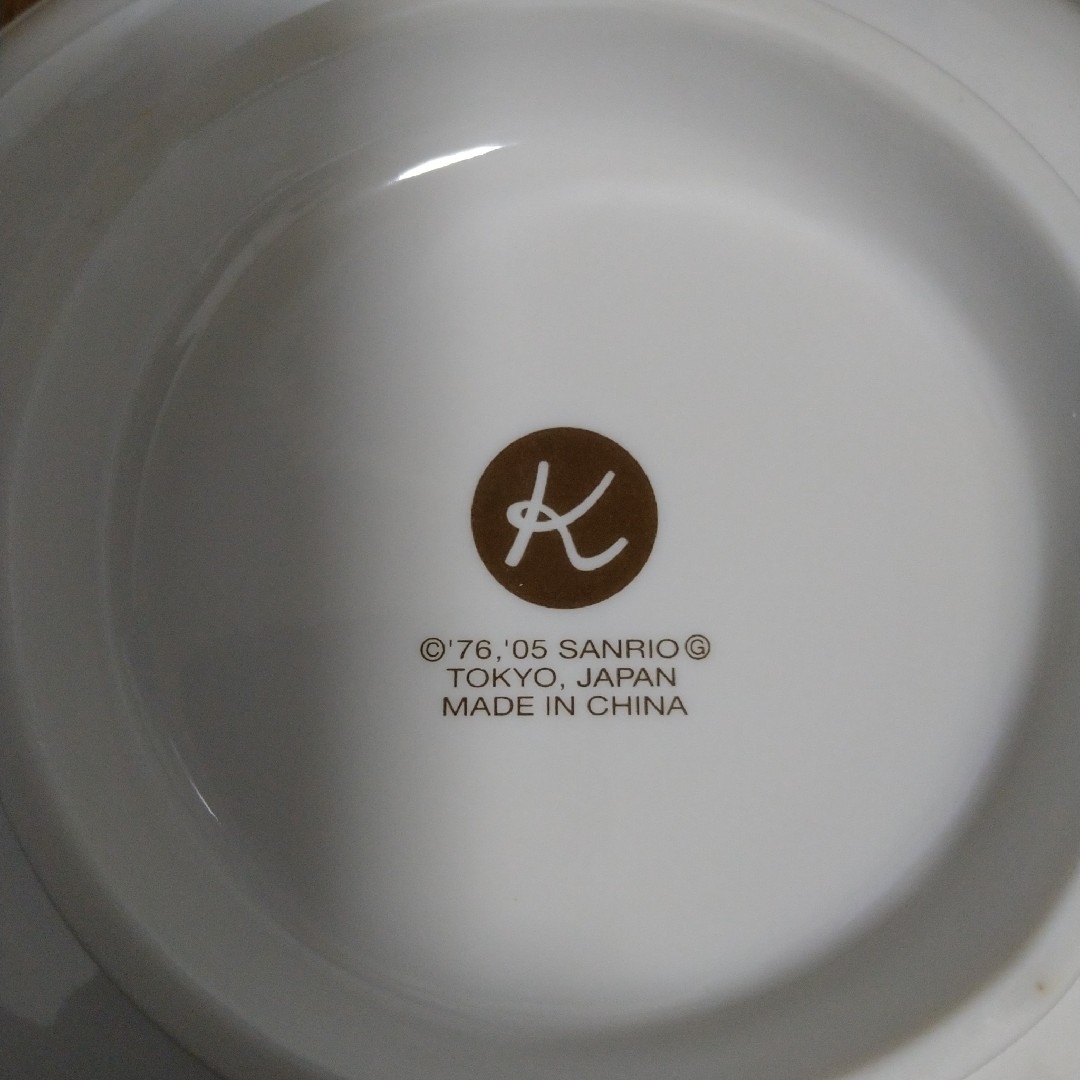 K
©'76,'05 SANRIO Ⓖ
TOKYO, JAPAN
MADE IN CHINA